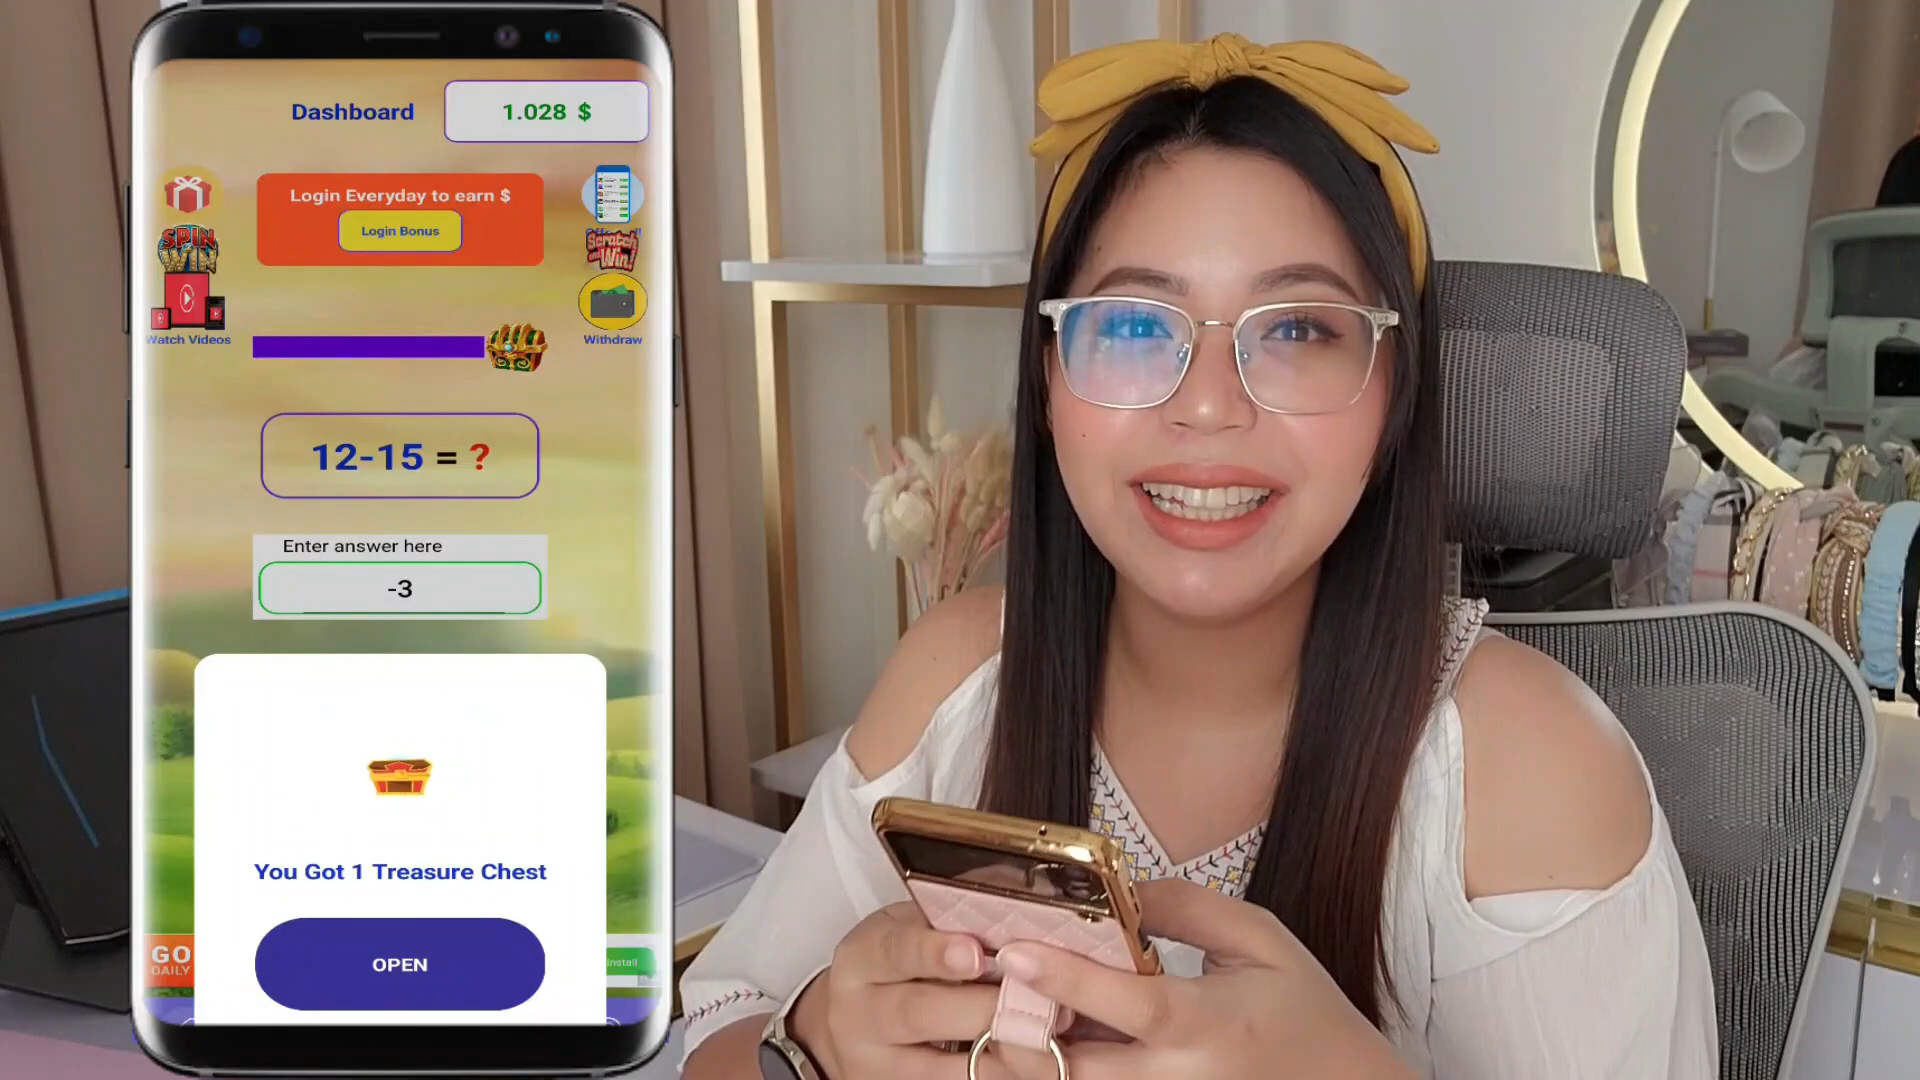 Dashboard
1.028 $
Login Everyday to earn $
Login Bonus
SPIN
WIN
Scratch
and Win!
Watch Videos
Withdraw
12-15 = ?
Enter answer here
-3
You Got 1 Treasure Chest
OPEN
GO
DAILY
Install